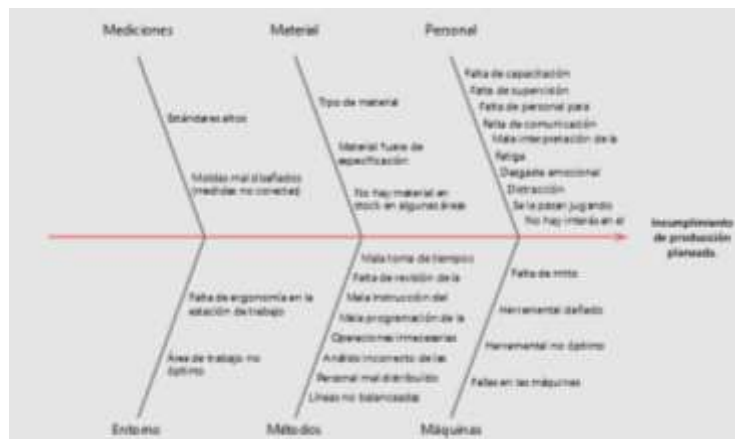 Mediciones
Material
Personal
Estándares altos
Moldes mal diseñados
(medidas no correctas)
Tipo de material
Material fuera de
especificación
No hay material en
stock en algunas áreas
Falta de capacitación
Falta de supervisión
Falta de personal para
Falta de comunicación
Mala interpretación de la
Fatiga
Desgaste emocional
Distracción
Se la pasan jugando
No hay interés en el
Incumplimiento
de producción
planeada.
Falta de ergonomía en la
estación de trabajo
Área de trabajo no
óptimo
Mala toma de tiempos
Falta de revisión de la
Mala instrucción del
Mala programación de la
Operaciones innecesarias
Análisis incorrecto de las
Personal mal distribuido
Líneas no balanceadas
Falta de mtto
Herramental dañado
Herramental no óptimo
Fallas en las máquinas
Entorno
Métodos
Máquinas